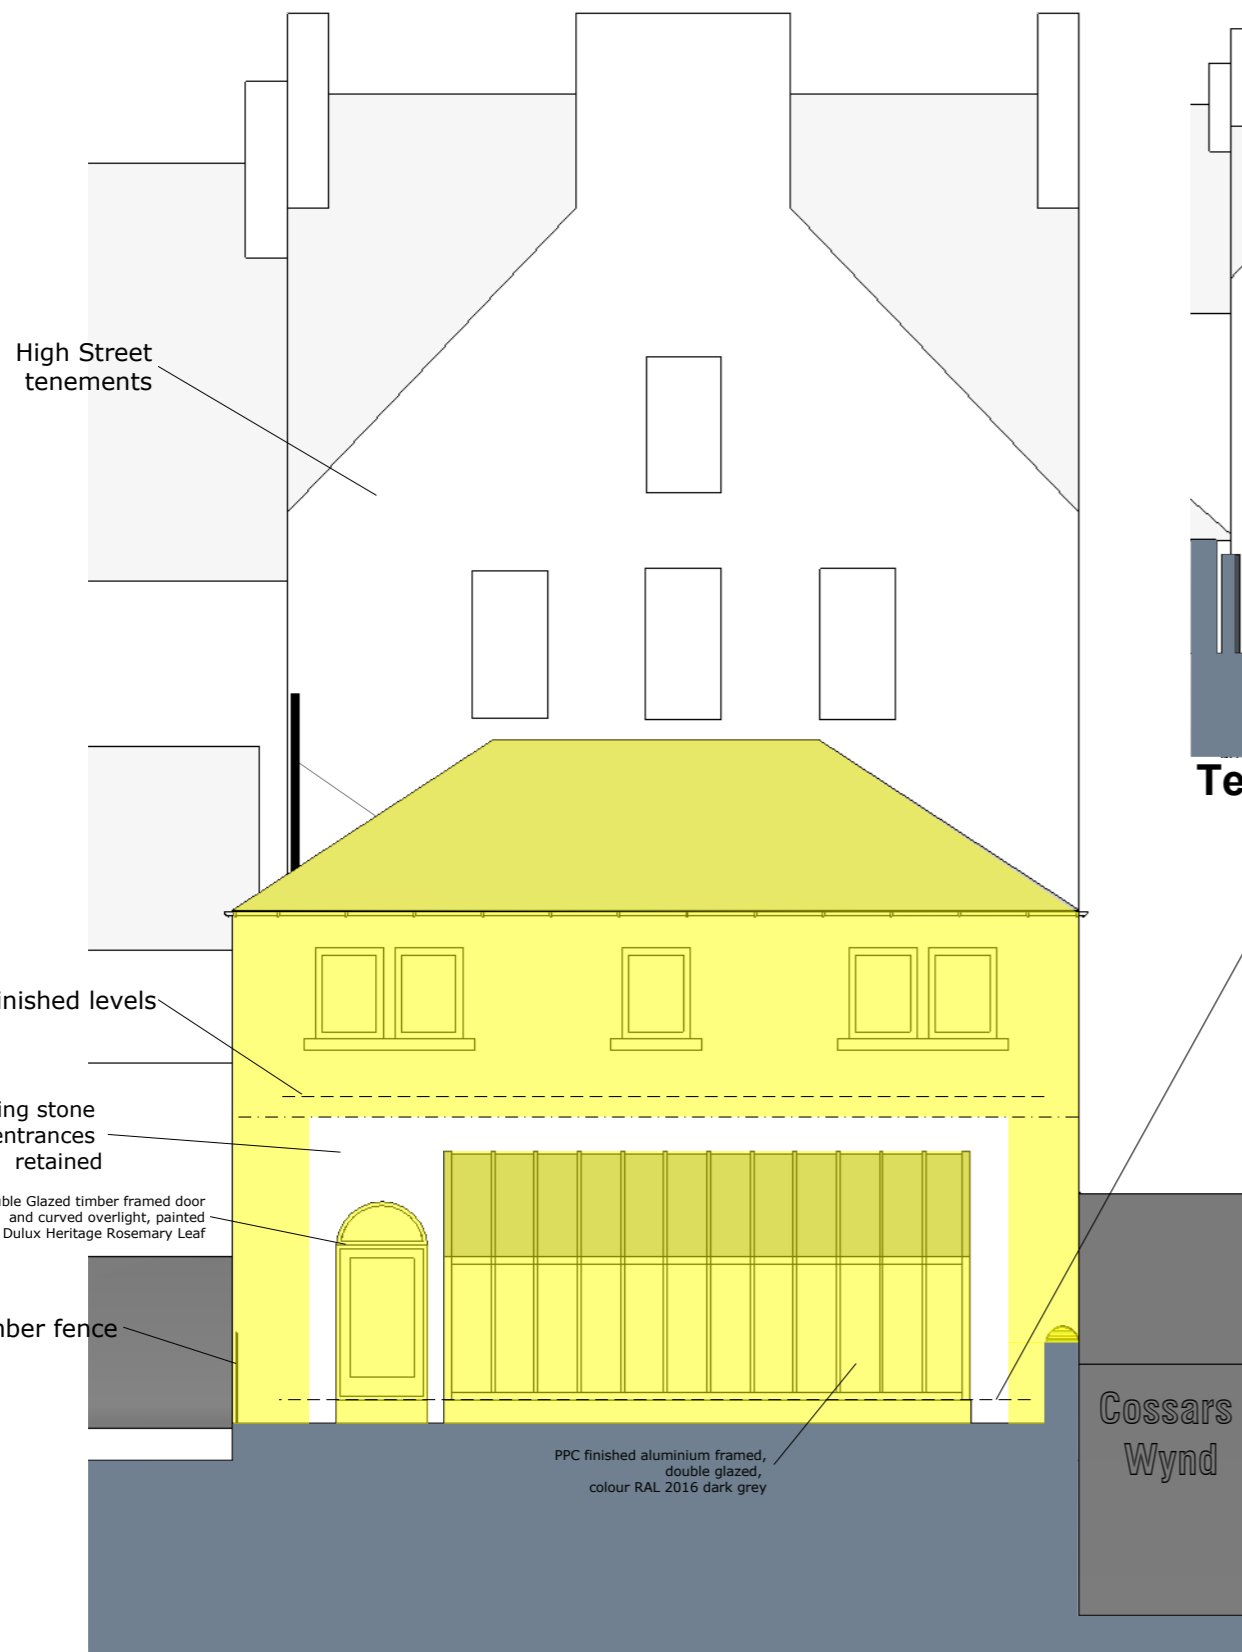 High Street
tenements
Te
inished levels
ing stone
entrances
retained
ble Glazed timber framed door
and curved overlight, painted
Dulux Heritage Rosemary Leaf
ber fence
PPC finished aluminium framed,
double glazed,
colour RAL 2016 dark grey
Cossars
Wynd